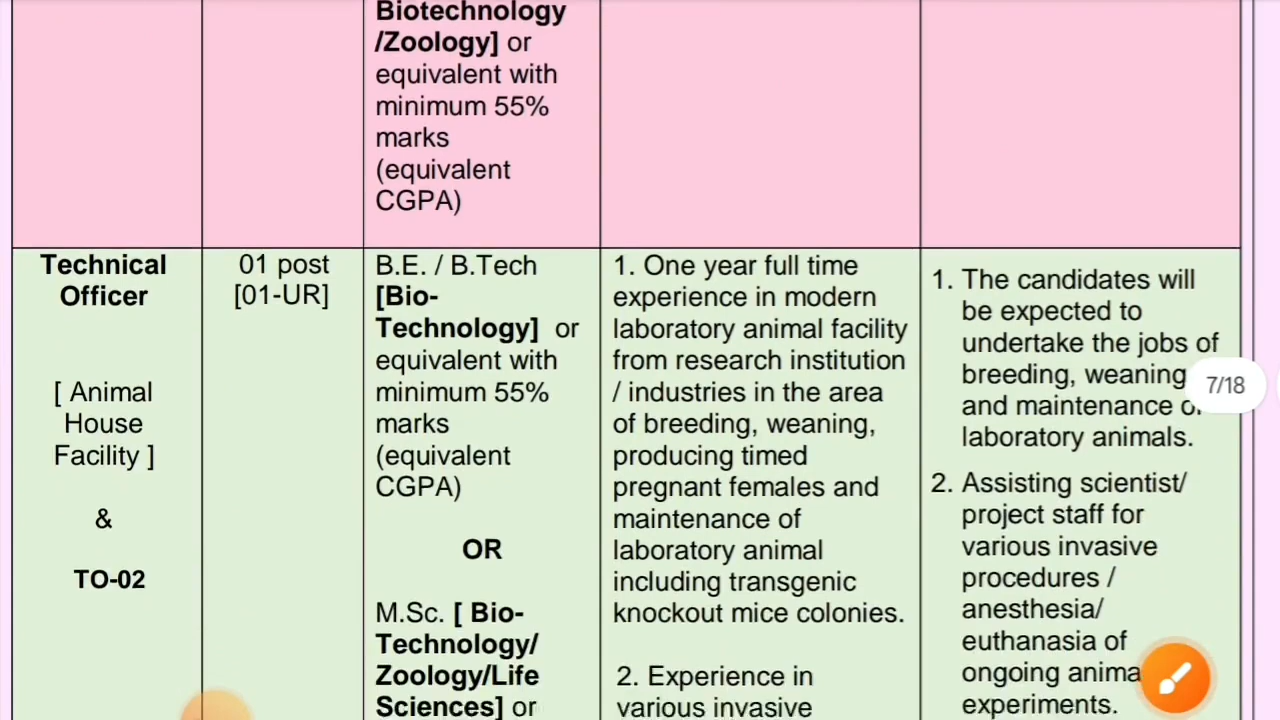 Biotechnology
/Zoology] or
equivalent with
minimum 55%
marks
(equivalent
CGPA)
Technical
Officer
[ Animal
House
Facility ]
&
TO-02
01 post
[01-UR]
B.E. / B.Tech
[Bio-
Technology] or
equivalent with
minimum 55%
marks
(equivalent
CGPA)
OR
M.Sc. [ Bio-
Technology/
Zoology/Life
Sciences] or
1. One year full time
experience in modern
laboratory animal facility
from research institution
/ industries in the area
of breeding, weaning,
producing timed
pregnant females and
maintenance of
laboratory animal
including transgenic
knockout mice colonies.
2. Experience in
various invasive
1. The candidates will
be expected to
undertake the jobs of
breeding, weaning
and maintenance of
laboratory animals.
2. Assisting scientist/
project staff for
various invasive
procedures /
anesthesia/
euthanasia of
ongoing anima
experiments.
7/18